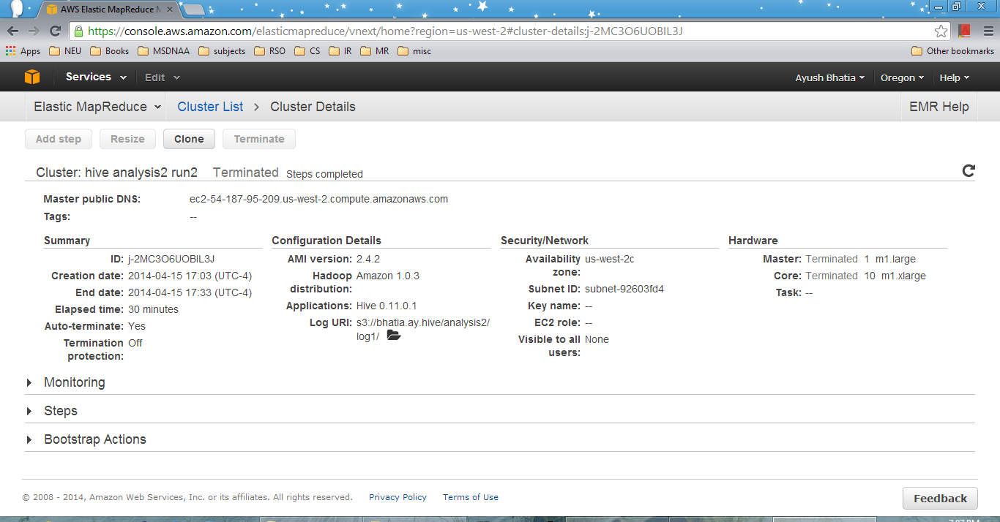 AWS Elastic MapReduce M
https://console.aws.amazon.com/elasticmapreduce/vnext/home?region=us-west-2#cluster-details:j-2MC3O6UOBIL3J
Apps NEU Books MSDNAA subjects RSO CS IR MR misc Other bookmarks
Services Edit Ayush Bhatia Oregon Help
Elastic MapReduce Cluster List > Cluster Details EMR Help
Add step Resize Clone Terminate
Cluster: hive analysis2 run2 Terminated Steps completed
Master public DNS: ec2-54-187-95-209.us-west-2.compute.amazonaws.com
Tags: --
Summary
ID: j-2MC3O6UOBIL3J
Creation date: 2014-04-15 17:03 (UTC-4)
End date: 2014-04-15 17:33 (UTC-4)
Elapsed time: 30 minutes
Auto-terminate: Yes
Termination Off
protection:
Configuration Details
AMI version: 2.4.2
Hadoop Amazon 1.0.3
distribution:
Applications: Hive 0.11.0.1
Log URI: s3://bhatia.ay.hive/analysis2/
log1/
Security/Network
Availability us-west-2c
zone:
Subnet ID: subnet-92603fd4
Key name: --
EC2 role: --
Visible to all None
users:
Hardware
Master: Terminated 1 m1.large
Core: Terminated 10 m1.xlarge
Task: --
Monitoring
Steps
Bootstrap Actions
© 2008 - 2014, Amazon Web Services, Inc. or its affiliates. All rights reserved. Privacy Policy Terms of Use
Feedback